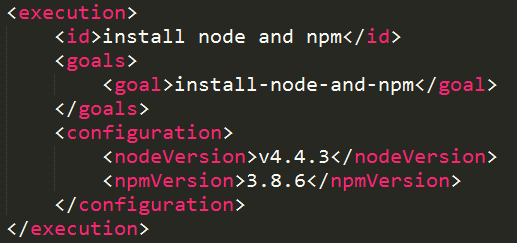 <execution>
    <id>install node and npm</id>
    <goals>
        <goal>install-node-and-npm</goal>
    </goals>
    <configuration>
        <nodeVersion>v4.4.3</nodeVersion>
        <npmVersion>3.8.6</npmVersion>
    </configuration>
</execution>